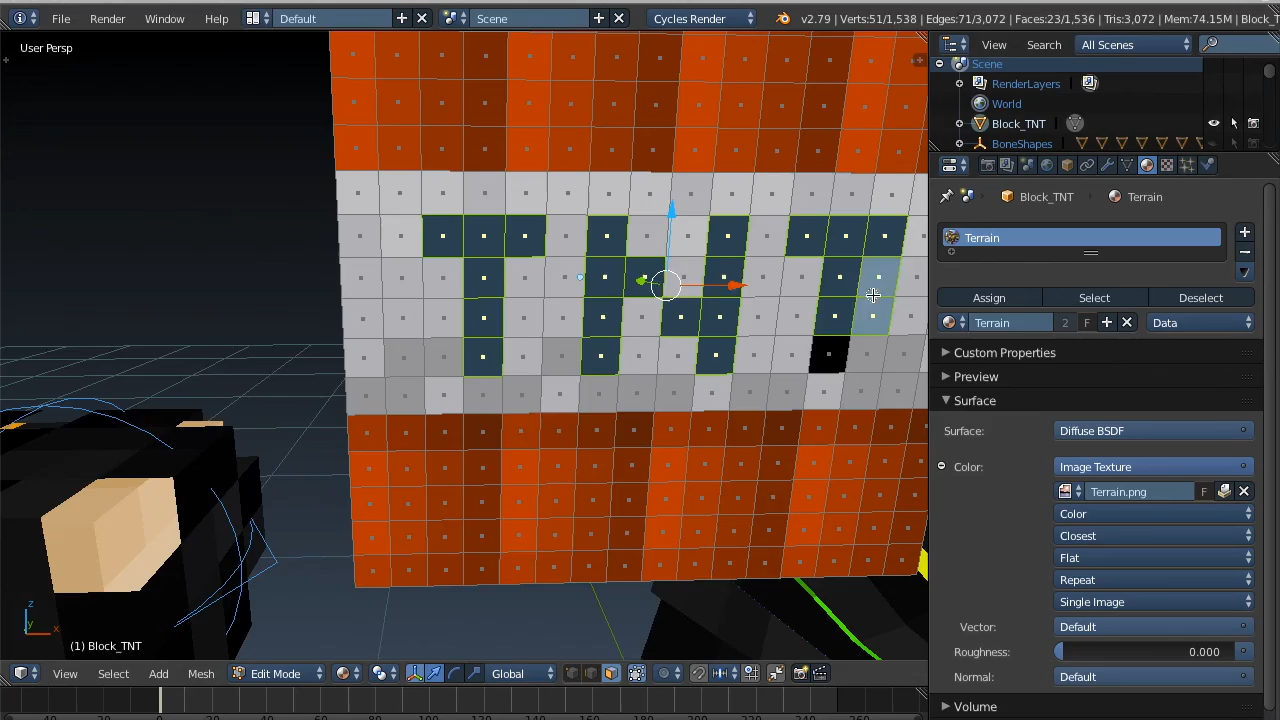 File Render Window Help Default Scene Cycles Render v2.79 | Verts:51/1,538 | Edges:71/3,072 | Faces:23/1,536 | Tris:3,072 | Mem:74.15M | Block_T
User Persp
View Search All Scenes
Scene
RenderLayers
World
Block_TNT
BoneShapes
Block_TNT Terrain
Terrain
Assign Select Deselect
Terrain 2 F Data
Custom Properties
Preview
Surface
Surface: Diffuse BSDF
Color: Image Texture
Terrain.png F
Color
Closest
Flat
Repeat
Single Image
Vector: Default
Roughness: 0.000
Normal: Default
Volume
TNT
z
y
x
(1) Block_TNT
View Select Add Mesh Edit Mode Global